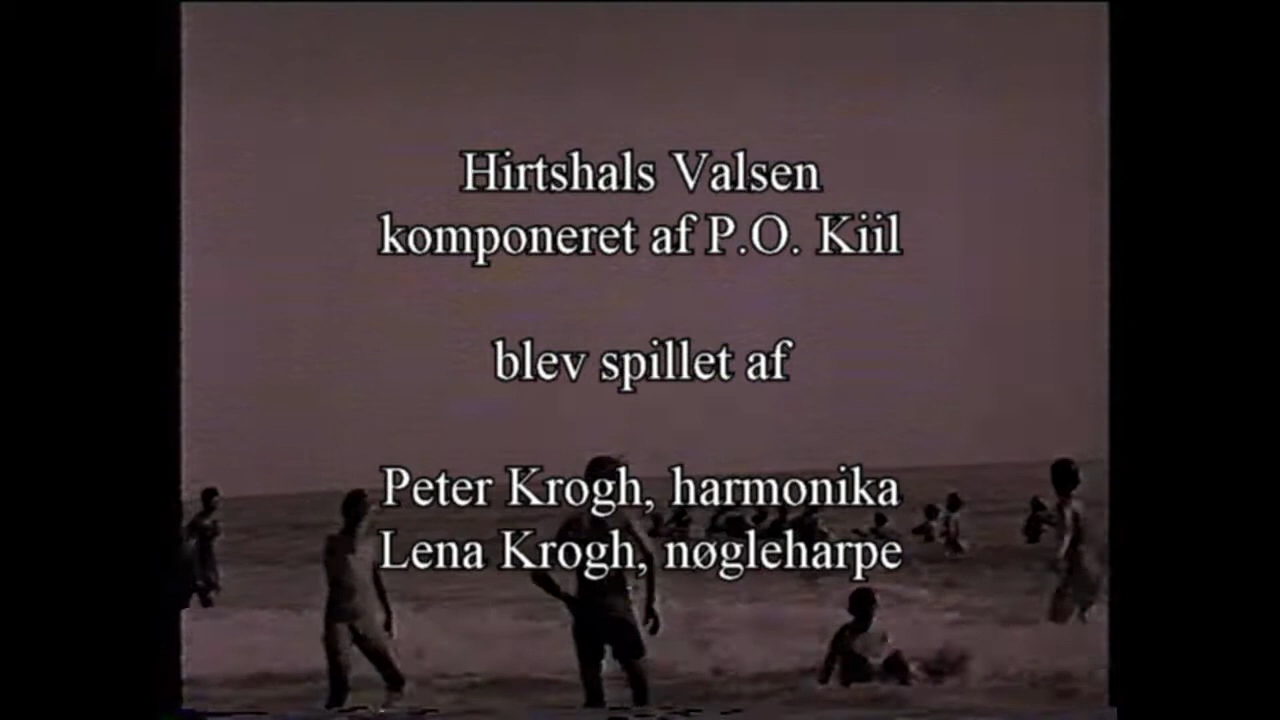 Hirtshals Valsen
komponeret af P.O. Kiil
blev spillet af
Peter Krogh, harmonika
Lena Krogh, nøgleharpe